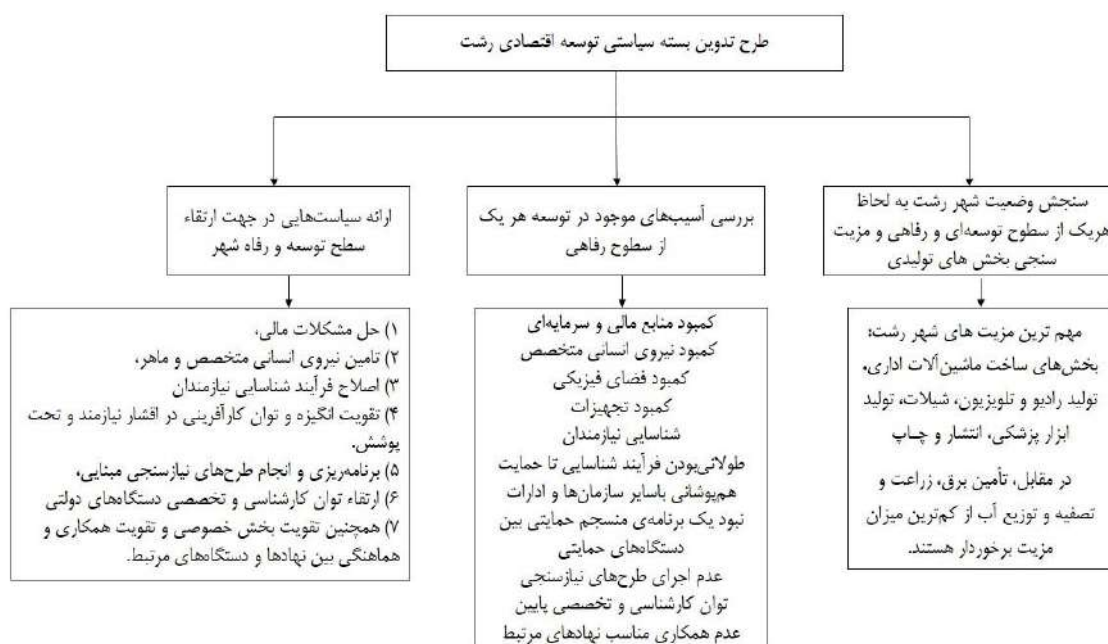 طرح تدوین بسته سیاستی توسعه اقتصادی رشت
سنجش وضعیت شهر رشت به لحاظ
هریک از سطوح توسعه‌ای و رفاهی و مزیت
سنجی بخش های تولیدی
بررسی آسیب‌های موجود در توسعه هر یک
از سطوح رفاهی
ارائه سیاست‌هایی در جهت ارتقاء
سطح توسعه و رفاه شهر
مهم ترین مزیت های شهر رشت:
بخش‌های ساخت ماشین‌آلات اداری،
تولید رادیو و تلویزیون، شیلات، تولید
ابزار پزشکی، انتشار و چاپ
در مقابل، تأمین برق، زراعت و
تصفیه و توزیع آب از کم‌ترین میزان
مزیت برخوردار هستند.
کمبود منابع مالی و سرمایه‌ای
کمبود نیروی انسانی متخصص
کمبود فضای فیزیکی
کمبود تجهیزات
شناسایی نیازمندان
طولانی‌بودن فرآیند شناسایی تا حمایت
هم‌پوشانی باسایر سازمان‌ها و ادارات
نبود یک برنامه‌ی منسجم حمایتی بین
دستگاه‌های حمایتی
عدم اجرای طرح‌های نیازسنجی
توان کارشناسی و تخصصی پایین
عدم همکاری مناسب نهادهای مرتبط
۱) حل مشکلات مالی،
۲) تامین نیروی انسانی متخصص و ماهر،
۳) اصلاح فرآیند شناسایی نیازمندان
۴) تقویت انگیزه و توان کارآفرینی در اقشار نیازمند و تحت
پوشش.
۵) برنامه‌ریزی و انجام طرح‌های نیازسنجی مبنایی،
۶) ارتقاء توان کارشناسی و تخصصی دستگاه‌های دولتی
۷) همچنین تقویت بخش خصوصی و تقویت همکاری و
هماهنگی بین نهادها و دستگاه‌های مرتبط.